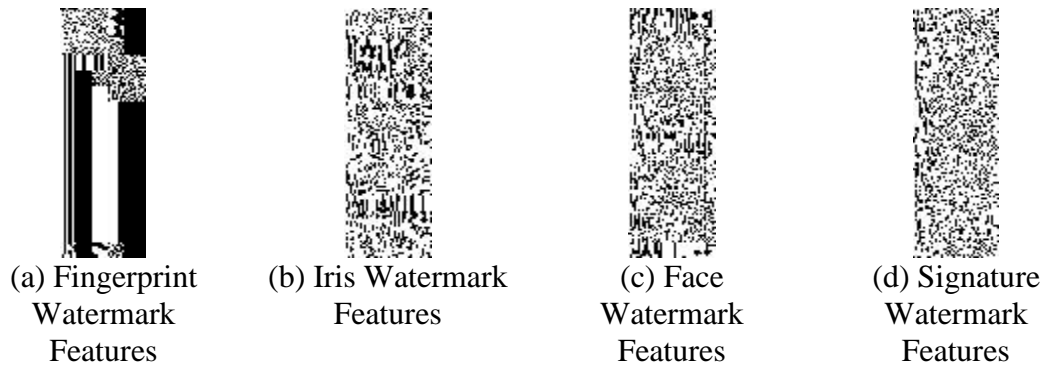 (a) Fingerprint
Watermark
Features
(b) Iris Watermark
Features
(c) Face
Watermark
Features
(d) Signature
Watermark
Features